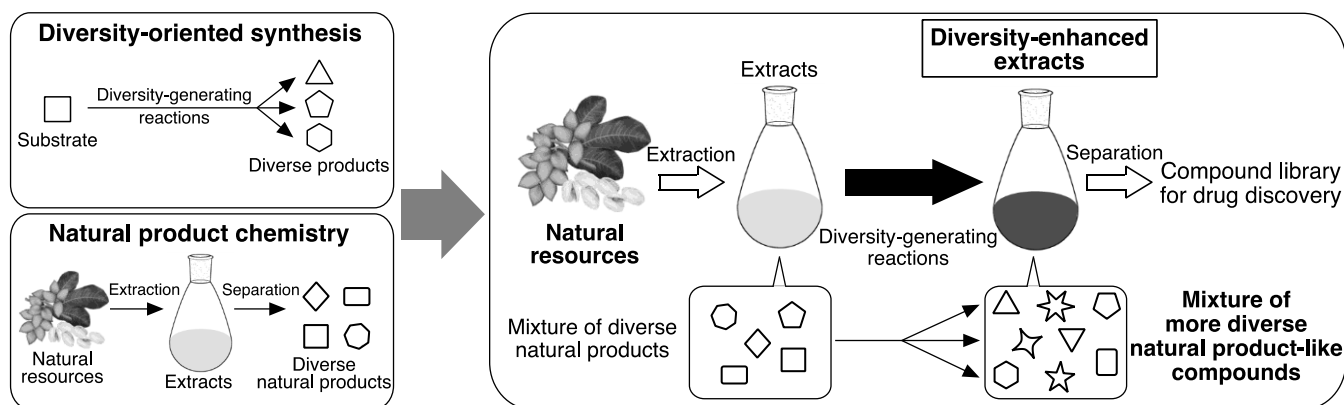 Diversity-oriented synthesis
Substrate
Diversity-generating
reactions
Diverse products
Natural product chemistry
Natural
resources
Extraction
Extracts
Separation
Diverse
natural products
Natural
resources
Extraction
Extracts
Diversity-generating
reactions
Diversity-enhanced
extracts
Separation
Compound library
for drug discovery
Mixture of diverse
natural products
Mixture of
more diverse
natural product-like
compounds